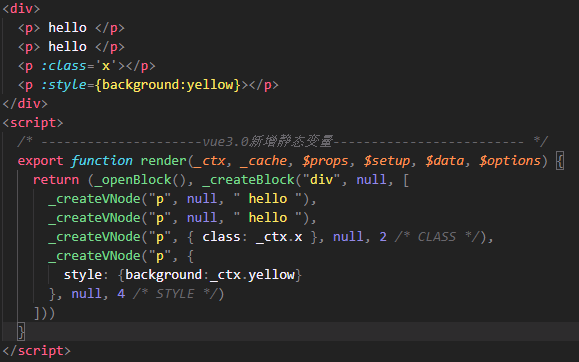 <div>
<p> hello </p>
<p> hello </p>
<p :class='x'></p>
<p :style={background:yellow}></p>
</div>
<script>
/* ---------------------vue3.0新增静态变量------------------------- */
export function render(_ctx, _cache, $props, $setup, $data, $options) {
return (_openBlock(), _createBlock("div", null, [
_createVNode("p", null, " hello "),
_createVNode("p", null, " hello "),
_createVNode("p", { class: _ctx.x }, null, 2 /* CLASS */),
_createVNode("p", {
style: {background:_ctx.yellow}
}, null, 4 /* STYLE */)
]))
}
</script>